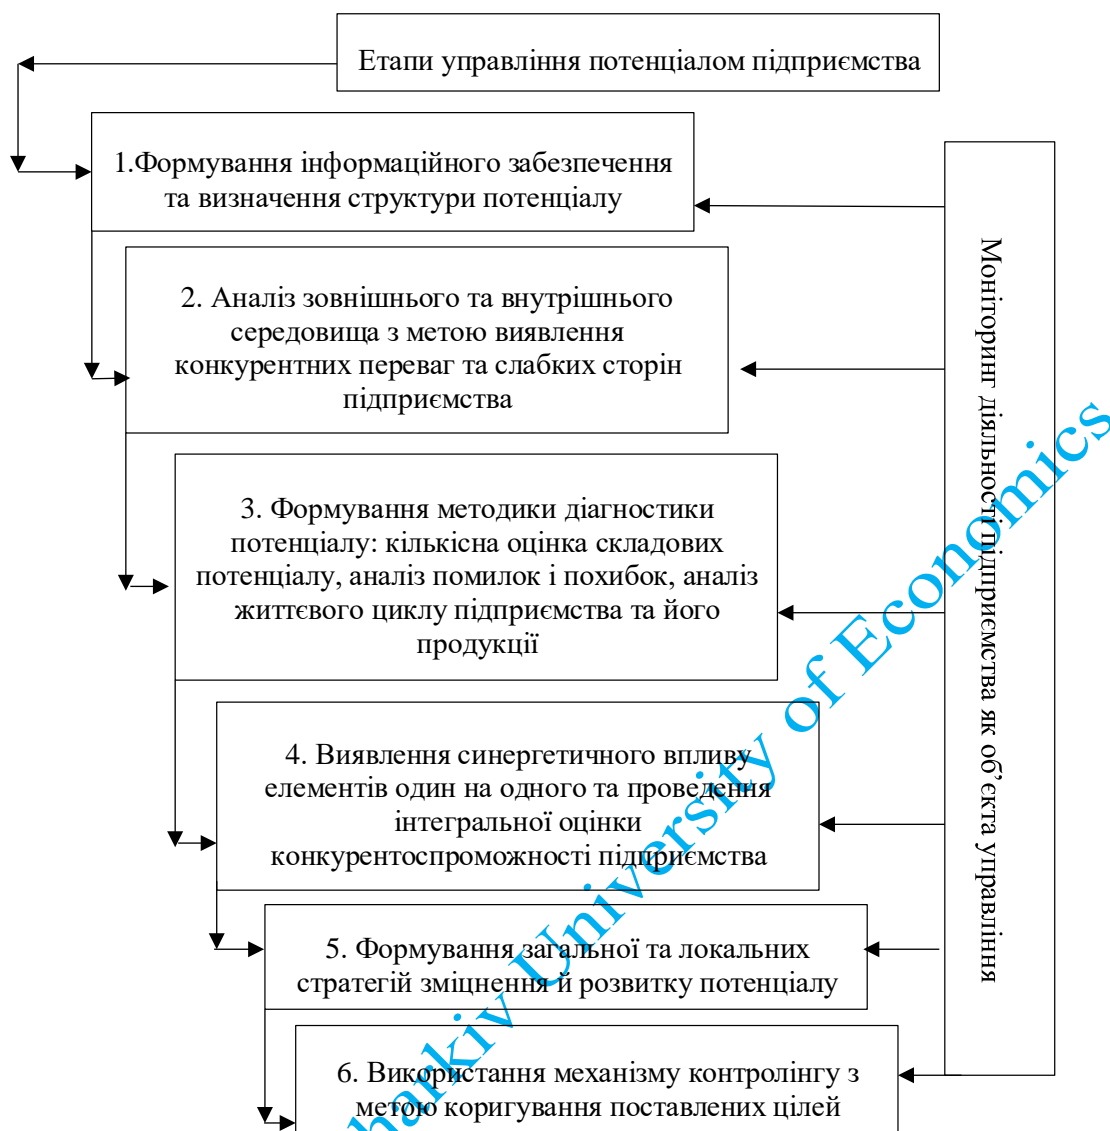 Етапи управління потенціалом підприємства
1.Формування інформаційного забезпечення
та визначення структури потенціалу
2. Аналіз зовнішнього та внутрішнього
середовища з метою виявлення
конкурентних переваг та слабких сторін
підприємства
3. Формування методики діагностики
потенціалу: кількісна оцінка складових
потенціалу, аналіз помилок і похибок, аналіз
життєвого циклу підприємства та його
продукції
4. Виявлення синергетичного впливу
елементів один на одного та проведення
інтегральної оцінки
конкурентоспроможності підприємства
5. Формування загальної та локальних
стратегій зміцнення й розвитку потенціалу
6. Використання механізму контролінгу з
метою коригування поставлених цілей
Моніторинг діяльності підприємства як об’єкта управління
University of Economics